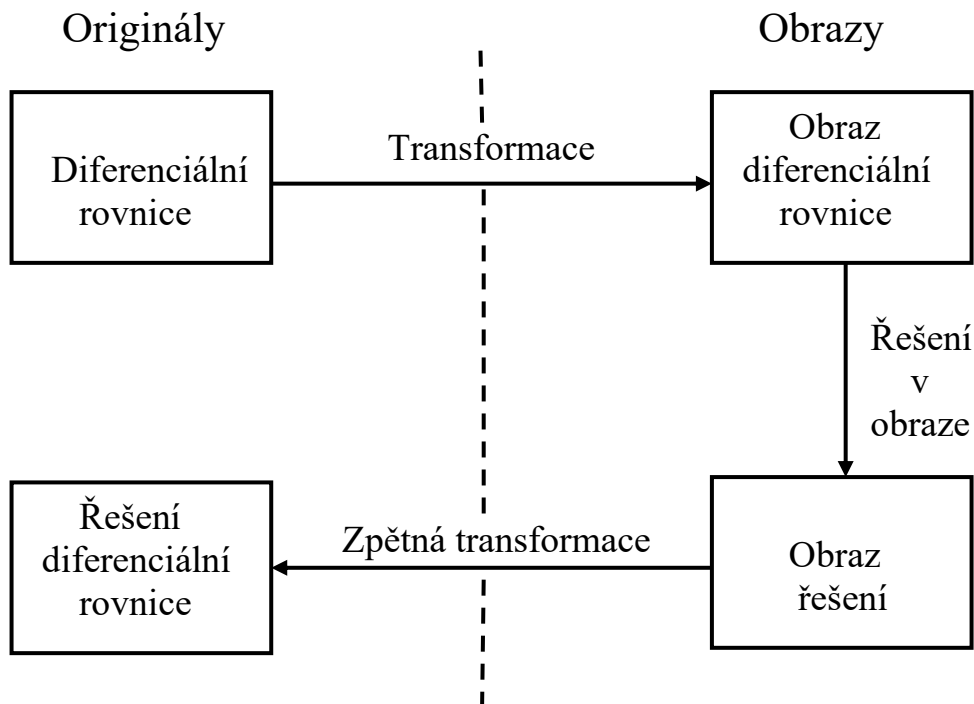 Originály
Obrazy
Diferenciální
rovnice
Transformace
Obraz
diferenciální
rovnice
Řešení
v
obraze
Řešení
diferenciální
rovnice
Zpětná transformace
Obraz
řešení